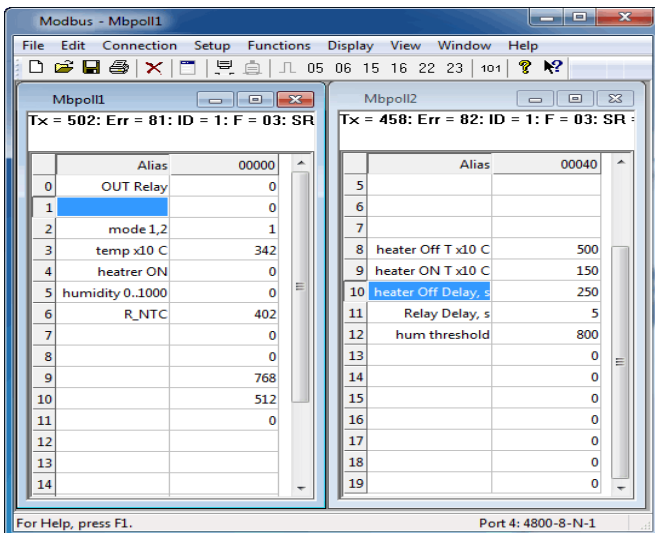 Modbus - Mbpoll1
File Edit Connection Setup Functions Display View Window Help
05 06 15 16 22 23 101
Mbpoll1
Tx = 502: Err = 81: ID = 1: F = 03: SR
Alias 00000
0 OUT Relay 0
1 0
2 mode 1,2 1
3 temp x10 C 342
4 heatrer ON 0
5 humidity 0..1000 0
6 R_NTC 402
7 0
8 0
9 768
10 512
11 0
12
13
14
Mbpoll2
Tx = 458: Err = 82: ID = 1: F = 03: SR :
Alias 00040
5
6
7
8 heater Off T x10 C 500
9 heater ON T x10 C 150
10 heater Off Delay, s 250
11 Relay Delay, s 5
12 hum threshold 800
13 0
14 0
15 0
16 0
17 0
18 0
19 0
For Help, press F1.
Port 4: 4800-8-N-1